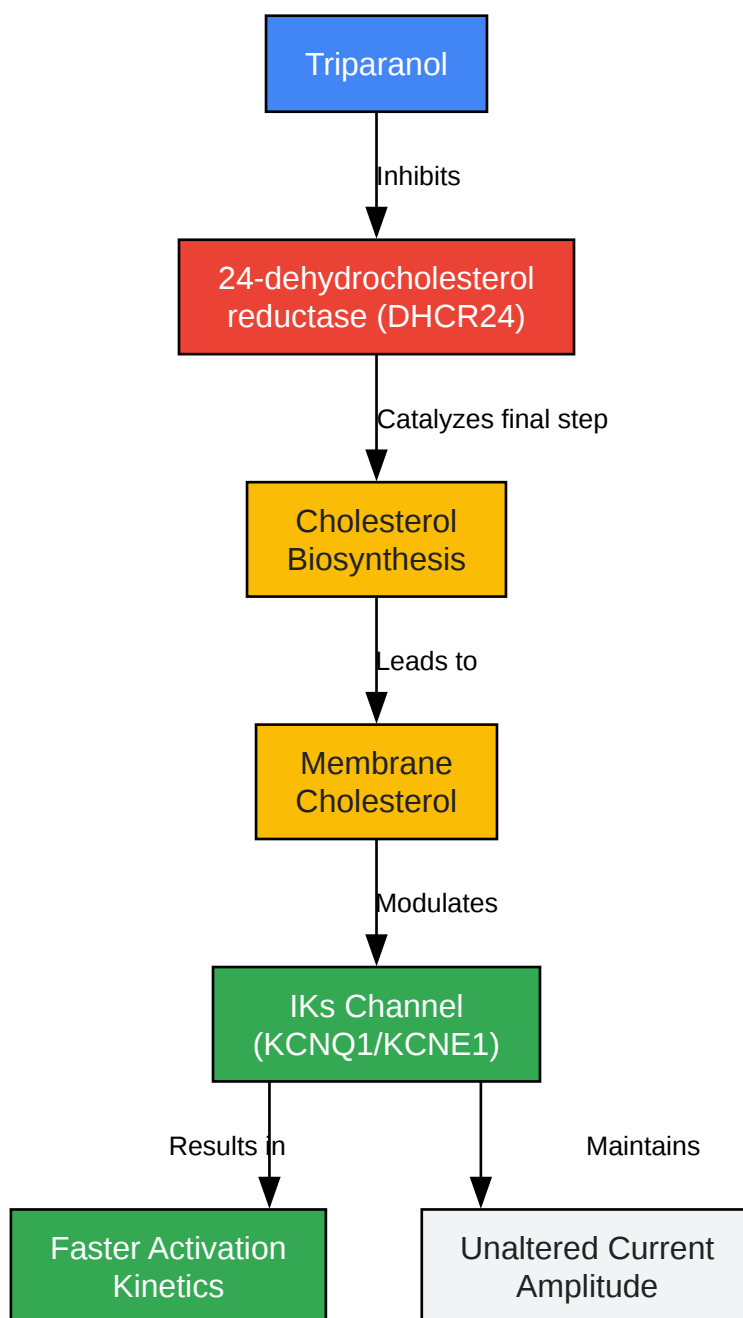 Triparanol
Inhibits
24-dehydrocholesterol
reductase (DHCR24)
Catalyzes final step
Cholesterol
Biosynthesis
Leads to
Membrane
Cholesterol
Modulates
IKs Channel
(KCNQ1/KCNE1)
Results in
Maintains
Faster Activation
Kinetics
Unaltered Current
Amplitude